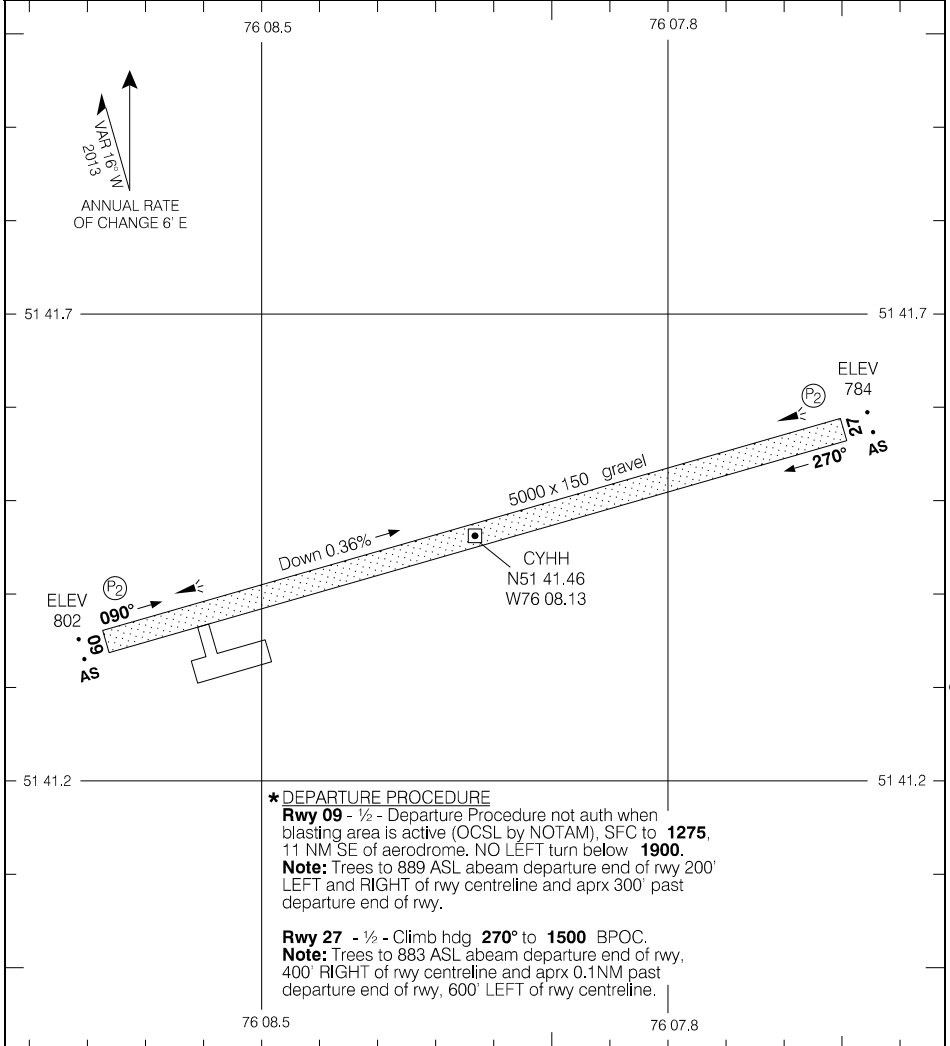 76 08.5
76 07.8
VAR 16° W
2013
ANNUAL RATE
OF CHANGE 6' E
51 41.7
51 41.7
ELEV
784
P2
27
AS
270°
5000 x 150 gravel
Down 0.36%
CYHH
N51 41.46
W76 08.13
P2
ELEV
802
090°
09
AS
51 41.2
51 41.2
* DEPARTURE PROCEDURE
Rwy 09 - ½ - Departure Procedure not auth when
blasting area is active (OCSL by NOTAM), SFC to 1275,
11 NM SE of aerodrome. NO LEFT turn below 1900.
Note: Trees to 889 ASL abeam departure end of rwy 200'
LEFT and RIGHT of rwy centreline and aprx 300' past
departure end of rwy.
Rwy 27 - ½ - Climb hdg 270° to 1500 BPOC.
Note: Trees to 883 ASL abeam departure end of rwy,
400' RIGHT of rwy centreline and aprx 0.1NM past
departure end of rwy, 600' LEFT of rwy centreline.
76 08.5
76 07.8